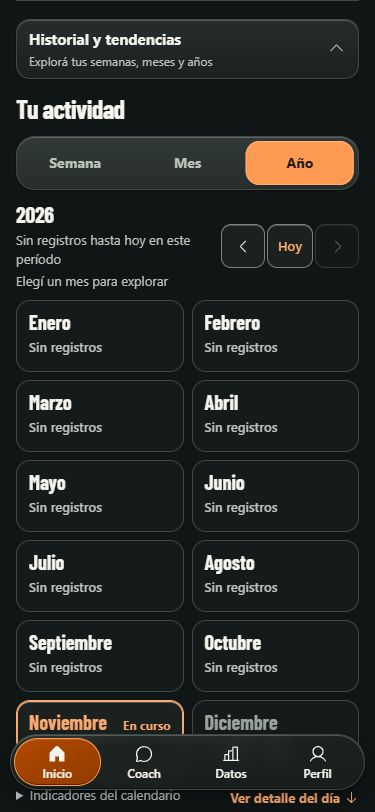 Historial y tendencias
Explorá tus semanas, meses y años
Tu actividad
Semana Mes Año
2026
Sin registros hasta hoy en este
período
Hoy
Elegí un mes para explorar
Enero Febrero
Sin registros Sin registros
Marzo Abril
Sin registros Sin registros
Mayo Junio
Sin registros Sin registros
Julio Agosto
Sin registros Sin registros
Septiembre Octubre
Sin registros Sin registros
Noviembre En curso Diciembre
Inicio Coach Datos Perfil
Indicadores del calendario Ver detalle del día ↓